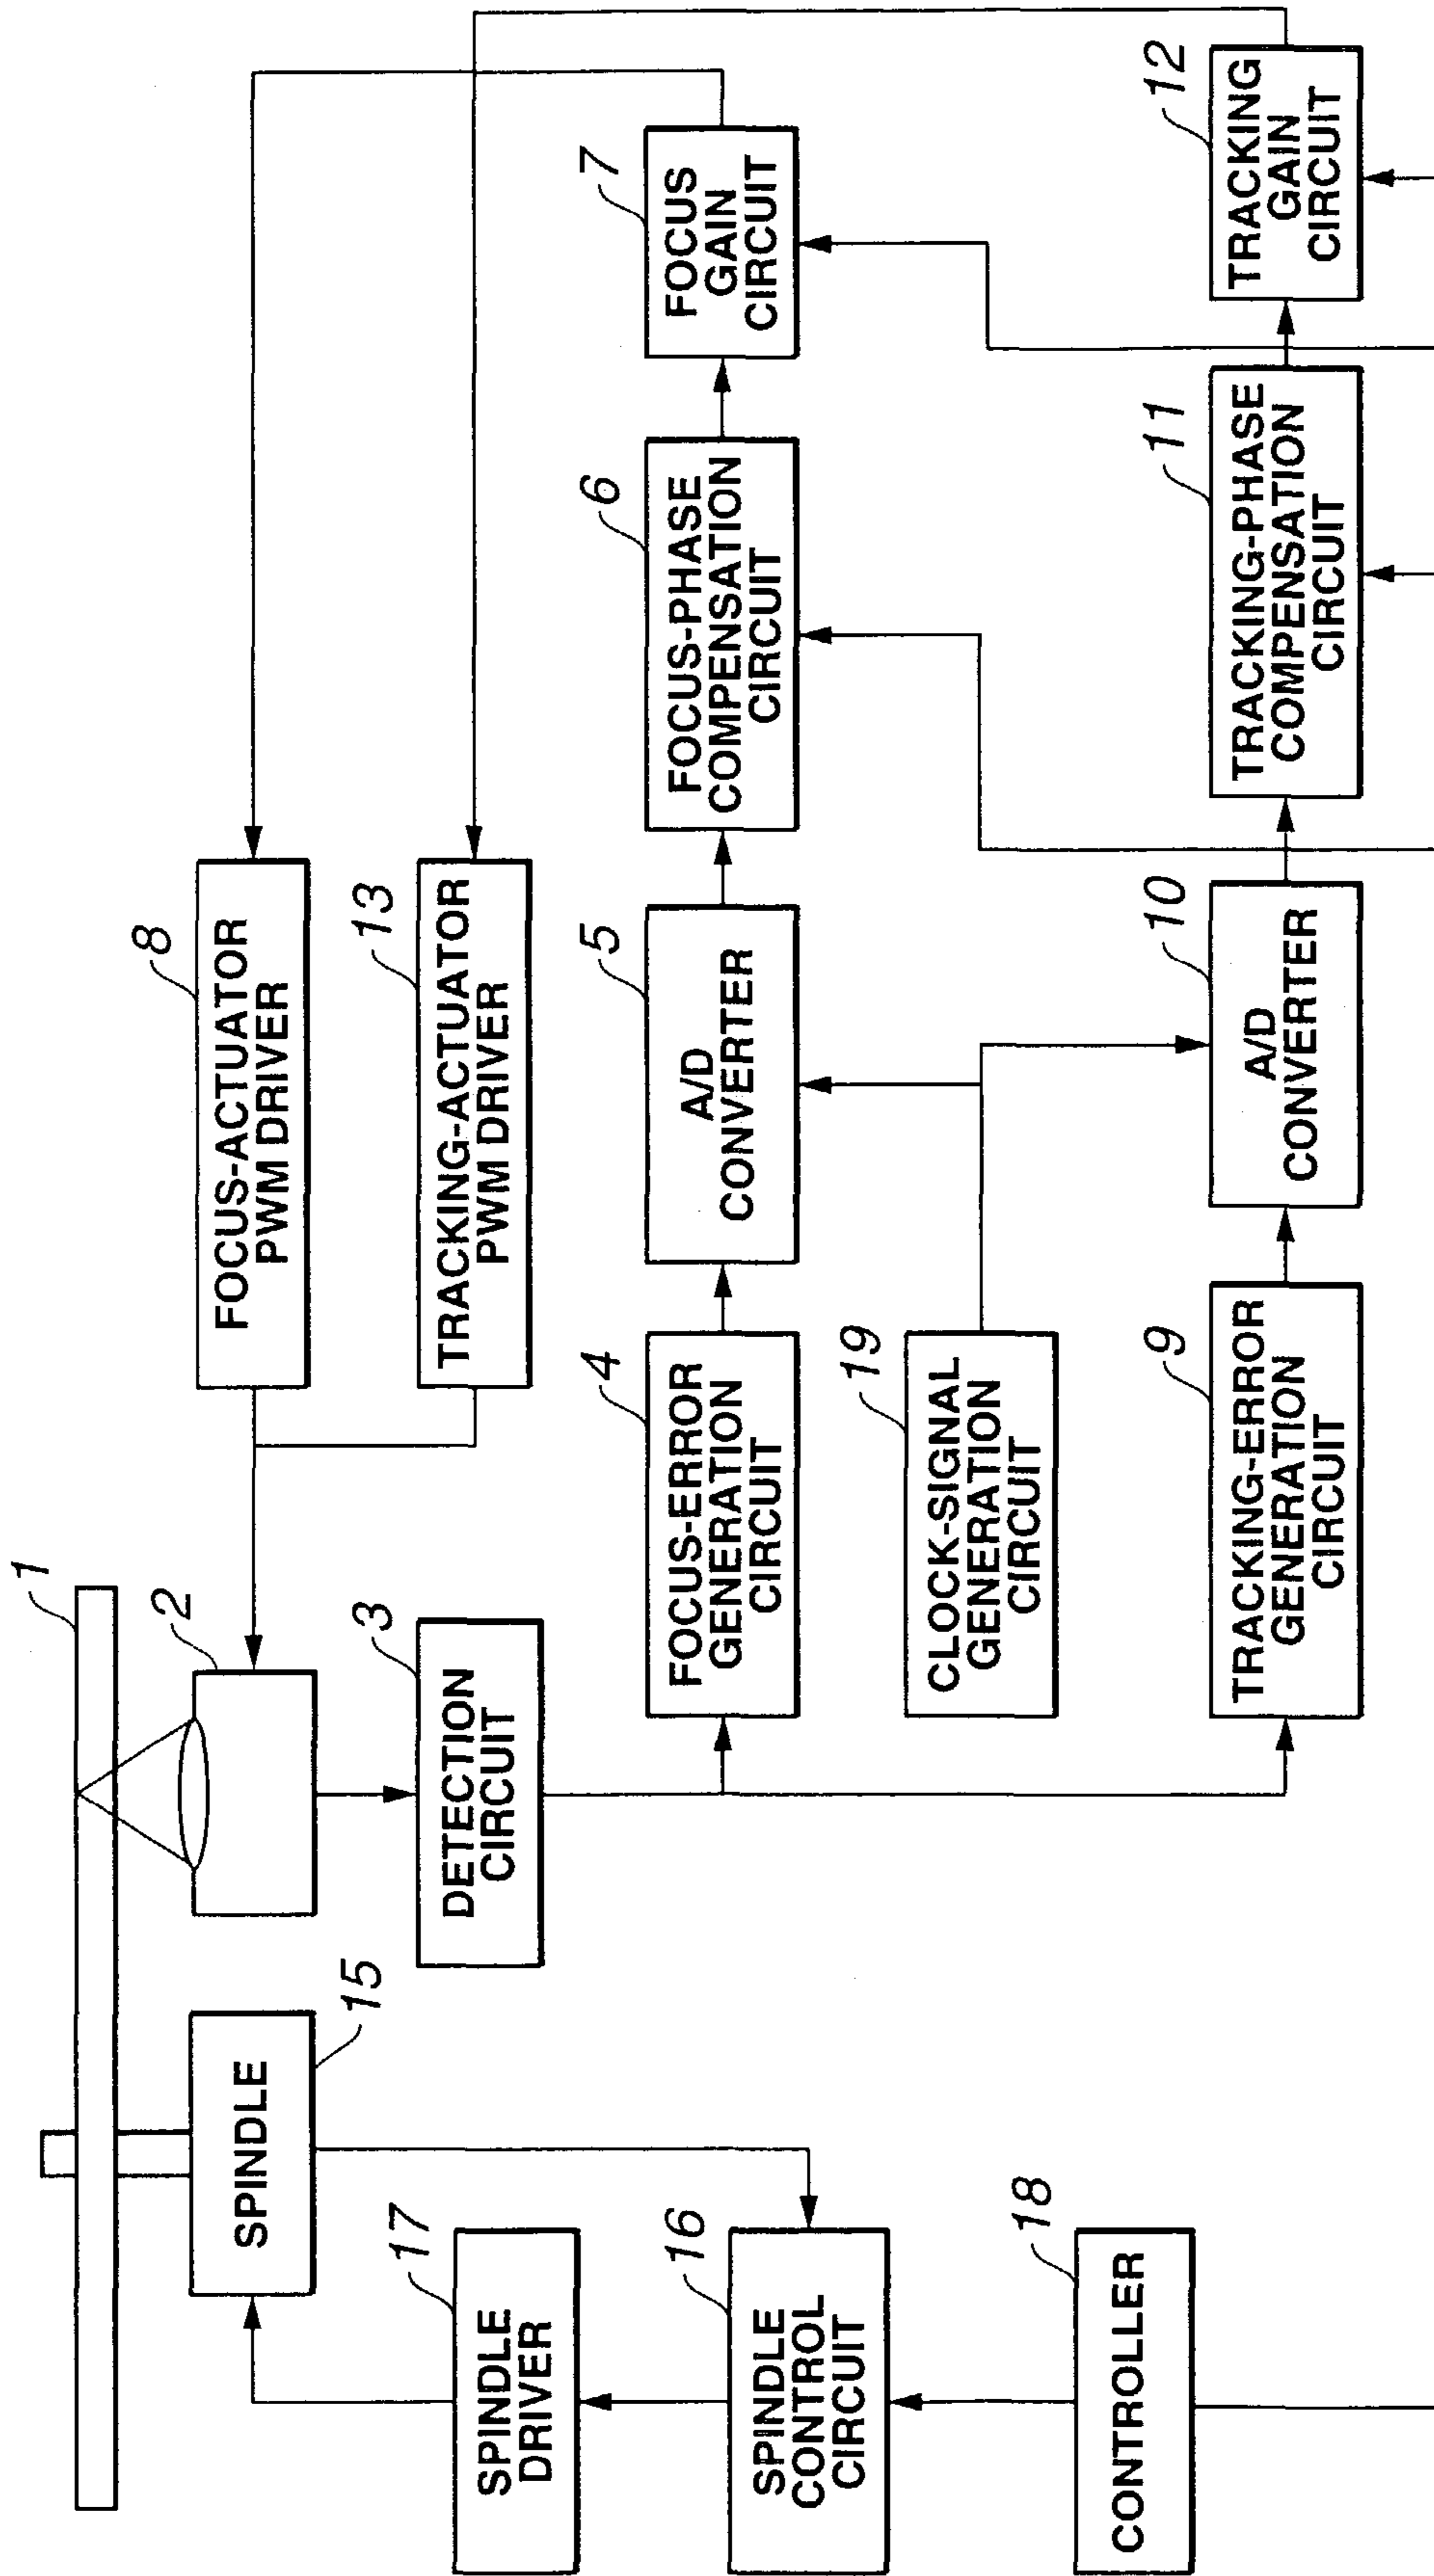 1
2
SPINDLE
15
8
FOCUS-ACTUATOR
PWM DRIVER
13
TRACKING-ACTUATOR
PWM DRIVER
3
DETECTION
CIRCUIT
17
SPINDLE
DRIVER
4
FOCUS-ERROR
GENERATION
CIRCUIT
5
A/D
CONVERTER
6
FOCUS-PHASE
COMPENSATION
CIRCUIT
7
FOCUS
GAIN
CIRCUIT
16
SPINDLE
CONTROL
CIRCUIT
19
CLOCK-SIGNAL
GENERATION
CIRCUIT
18
CONTROLLER
9
TRACKING-ERROR
GENERATION
CIRCUIT
10
A/D
CONVERTER
11
TRACKING-PHASE
COMPENSATION
CIRCUIT
12
TRACKING
GAIN
CIRCUIT